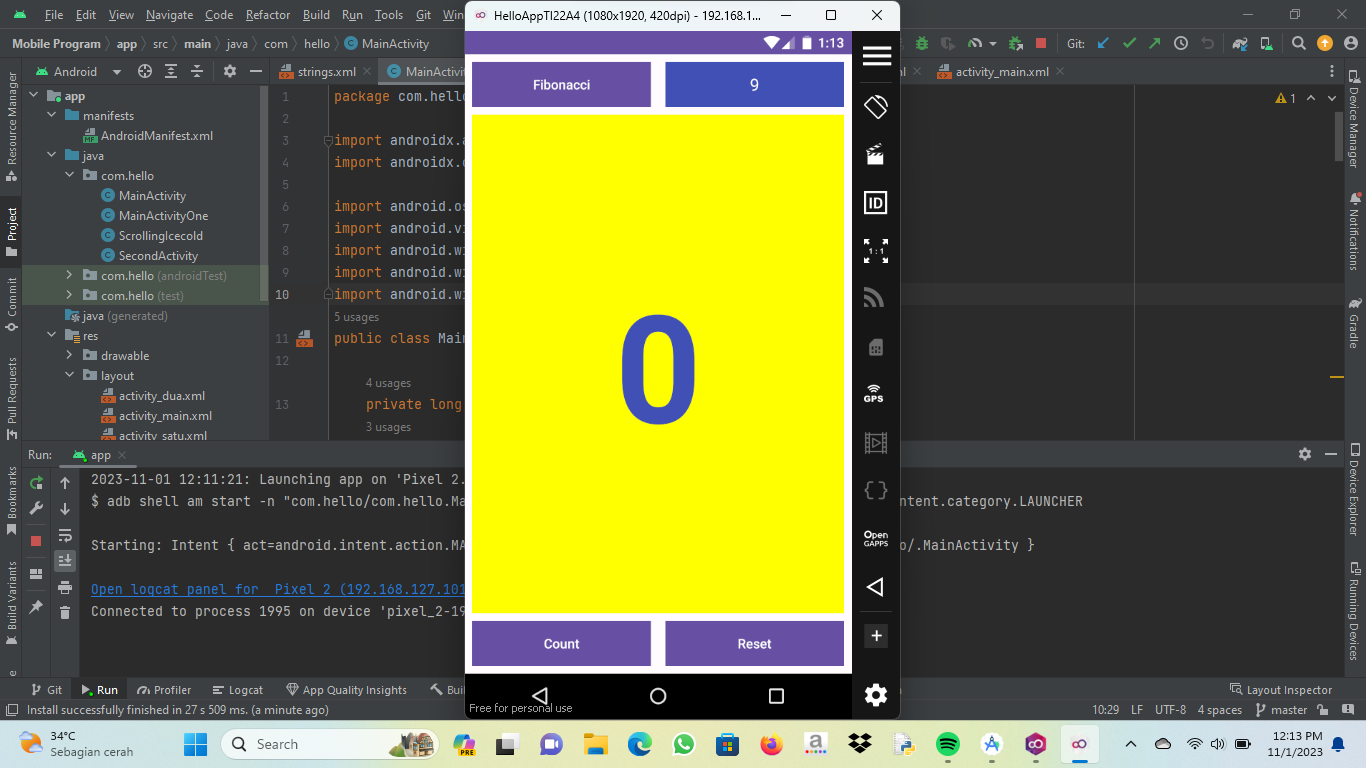 File Edit View Navigate Code Refactor Build Run Tools Git Wi
HelloAppTI22A4 (1080x1920, 420dpi) - 192.168.1...
Mobile Program app src main java com hello MainActivity
Git:
1:13
Android
strings.xml
MainActiv
ml
activity_main.xml
Resource Manager
Project
Commit
Pull Requests
Bookmarks
Build Variants
app
manifests
AndroidManifest.xml
java
com.hello
MainActivity
MainActivityOne
ScrollingIcecold
SecondActivity
com.hello (androidTest)
com.hello (test)
java (generated)
res
drawable
layout
activity_dua.xml
activity_main.xml
activity_satu.xml
1 package com.hello
2
3 import androidx.a
4 import androidx.c
5
6 import android.os
7 import android.vi
8 import android.wi
9 import android.wi
10 import android.wi
5 usages
11 public class Main
12
4 usages
13 private long
3 usages
1
Fibonacci
9
0
Count
Reset
Free for personal use
ID
1:1
GPS
Open
GAPPS
Device Manager
Notifications
Gradle
Device Explorer
Running Devices
Run: app
2023-11-01 12:11:21: Launching app on 'Pixel 2.
$ adb shell am start -n "com.hello/com.hello.Ma
ntent.category.LAUNCHER
Starting: Intent { act=android.intent.action.MA
o/.MainActivity }
Open logcat panel for Pixel 2 (192.168.127.101
Connected to process 1995 on device 'pixel_2-19
Git Run Profiler Logcat App Quality Insights Bui
Layout Inspector
Install successfully finished in 27 s 509 ms. (a minute ago)
10:29 LF UTF-8 4 spaces master
34°C
Sebagian cerah
Search
PRE
a
12:13 PM
11/1/2023